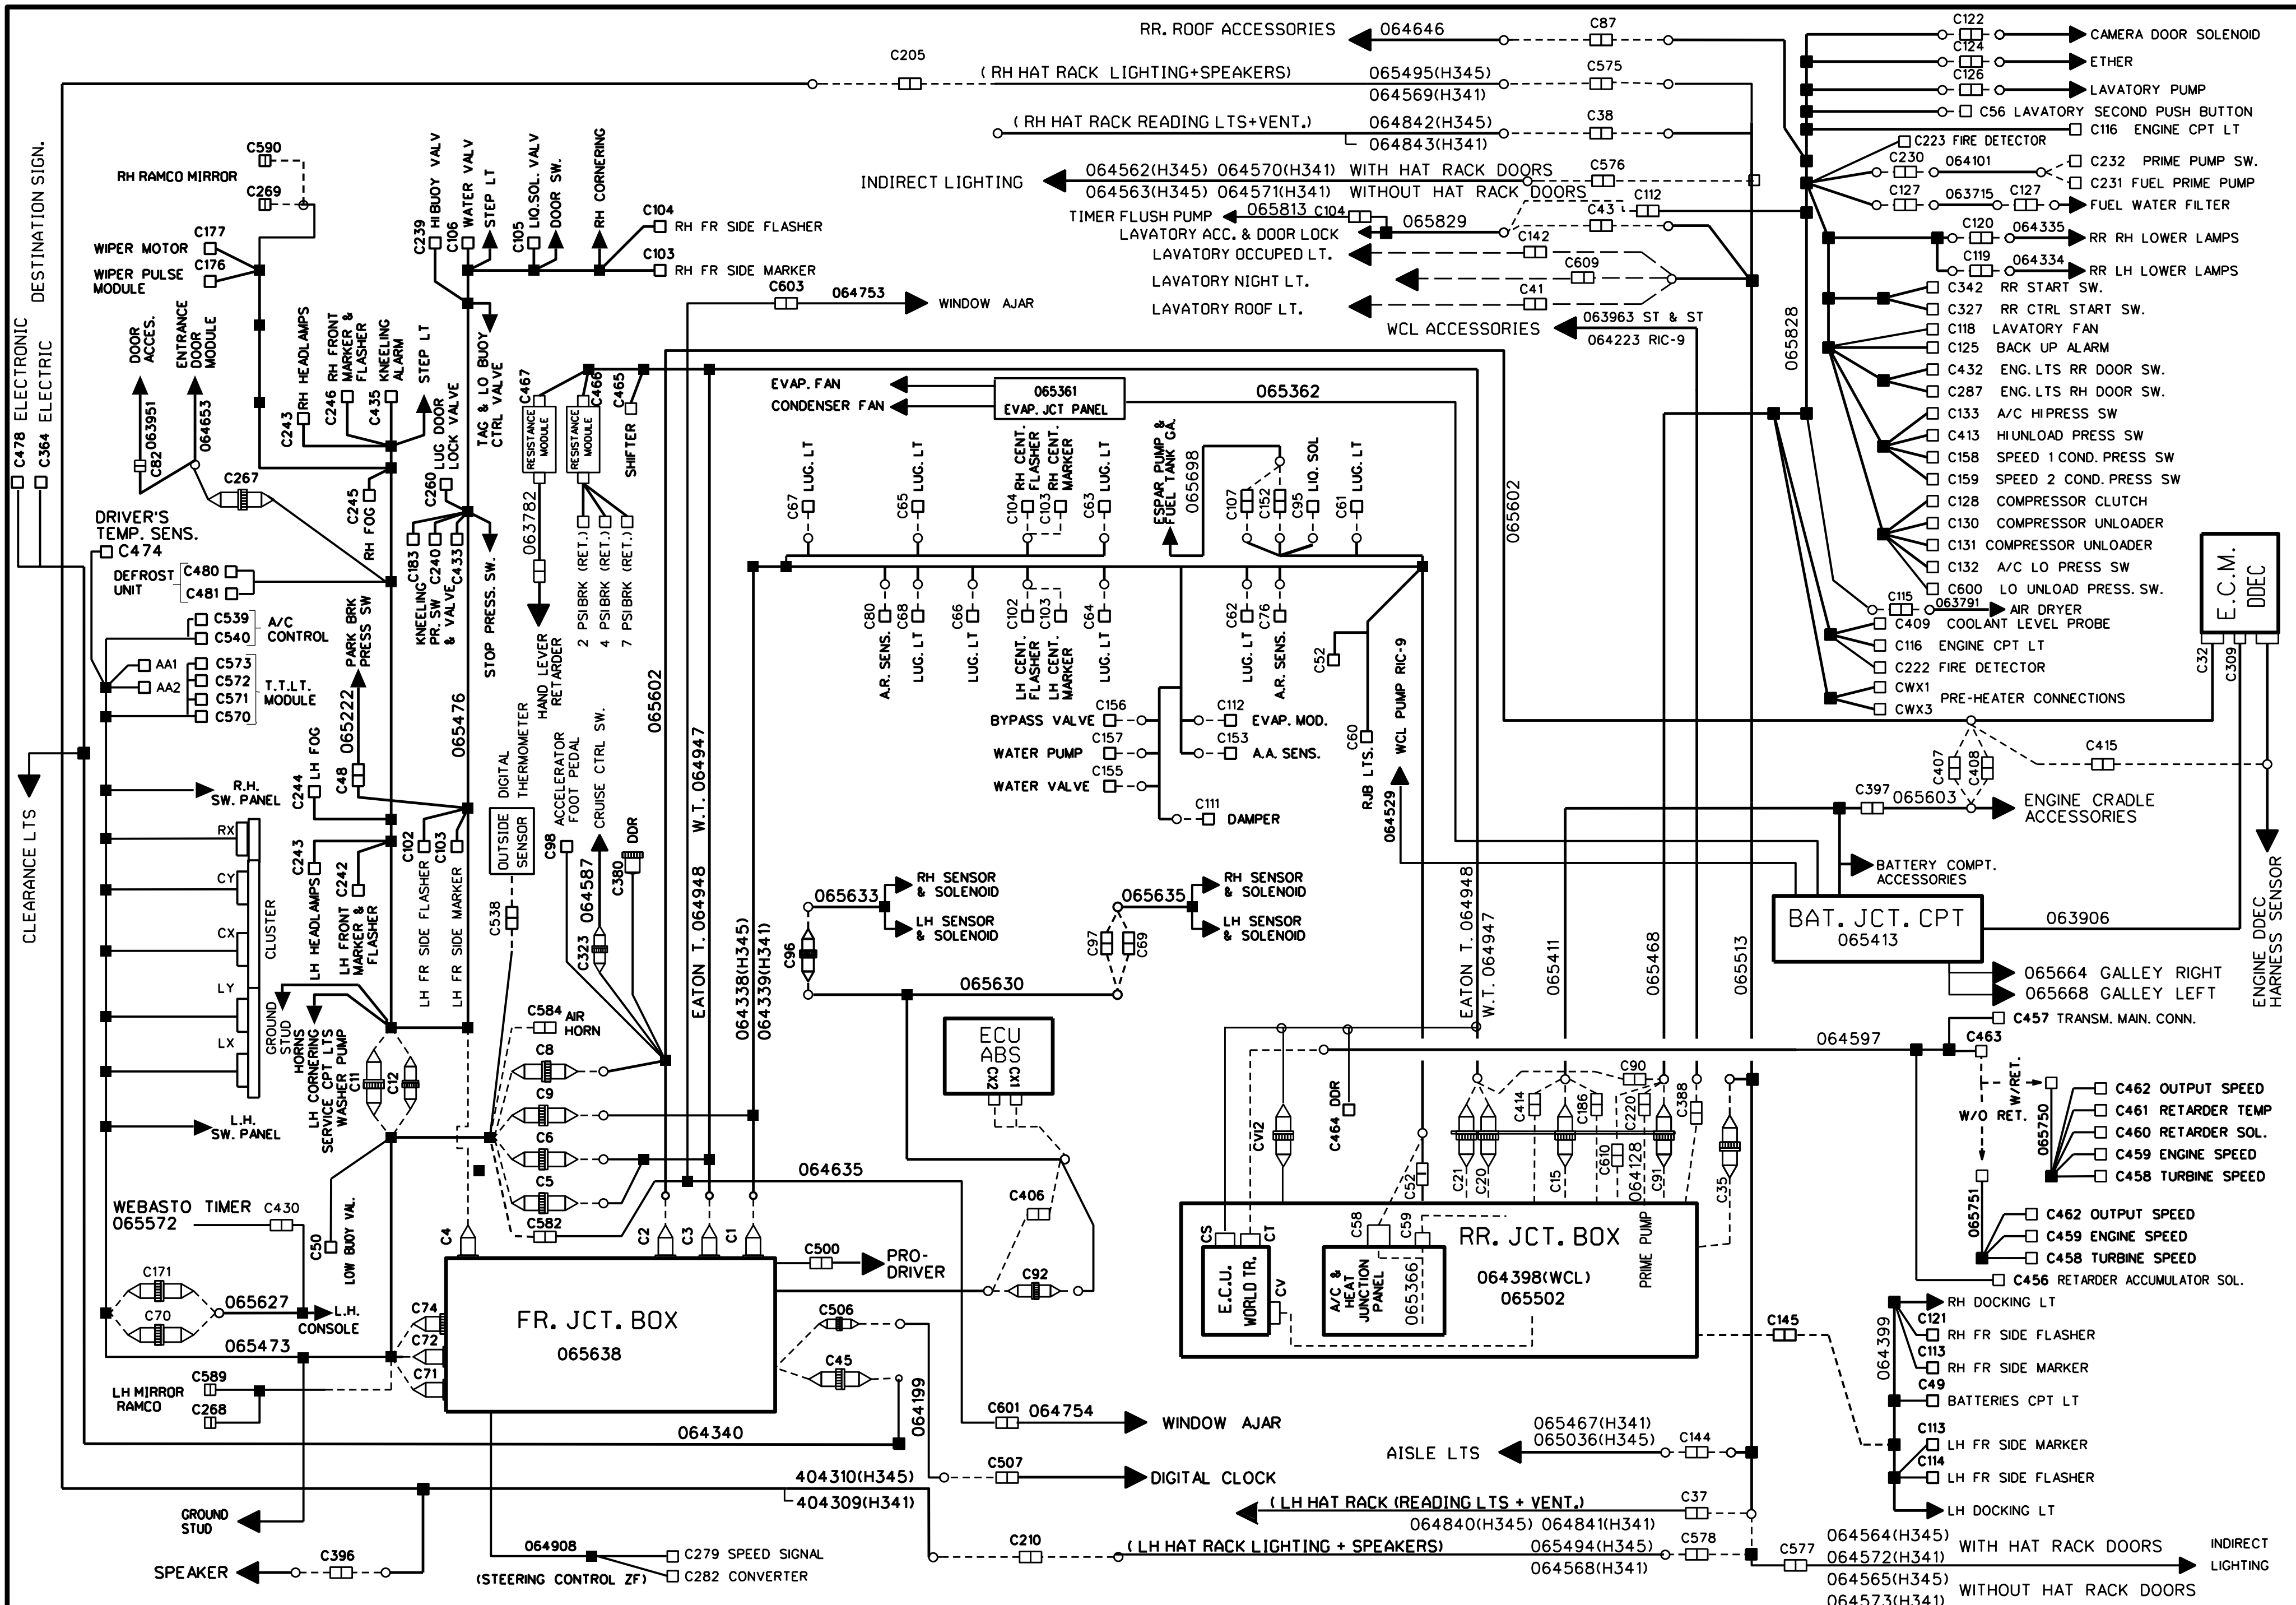 RR. ROOF ACCESSORIES
064646
C87
C205
( RH HAT RACK LIGHTING+SPEAKERS)
065495(H345)
064569(H341)
C575
( RH HAT RACK READING LTS+VENT.)
064842(H345)
064843(H341)
C38
INDIRECT LIGHTING
064562(H345) 064570(H341) WITH HAT RACK DOORS
064563(H345) 064571(H341) WITHOUT HAT RACK DOORS
C576
C112
TIMER FLUSH PUMP
065813
C104
065829
C43
LAVATORY ACC. & DOOR LOCK
LAVATORY OCCUPED LT.
C142
LAVATORY NIGHT LT.
C609
LAVATORY ROOF LT.
C41
WCL ACCESSORIES
063963 ST & ST
064223 RIC-9
C122
CAMERA DOOR SOLENOID
C124
ETHER
C126
LAVATORY PUMP
C56 LAVATORY SECOND PUSH BUTTON
C116 ENGINE CPT LT
C223 FIRE DETECTOR
C230
064101
C232 PRIME PUMP SW.
C231 FUEL PRIME PUMP
C127
063715
C127
FUEL WATER FILTER
C120
064335
RR RH LOWER LAMPS
C119
064334
RR LH LOWER LAMPS
C342 RR START SW.
C327 RR CTRL START SW.
C118 LAVATORY FAN
C125 BACK UP ALARM
C432 ENG.LTS RR DOOR SW.
C287 ENG.LTS RH DOOR SW.
C133 A/C HIPRESS SW
C413 HIUNLOAD PRESS SW
C158 SPEED 1 COND. PRESS SW
C159 SPEED 2 COND. PRESS SW
C128 COMPRESSOR CLUTCH
C130 COMPRESSOR UNLOADER
C131 COMPRESSOR UNLOADER
C132 A/C LO PRESS SW
C600 LO UNLOAD PRESS. SW.
C115
063791
AIR DRYER
C409 COOLANT LEVEL PROBE
C116 ENGINE CPT LT
C222 FIRE DETECTOR
CWX1
PRE-HEATER CONNECTIONS
CWX3
065828
E.C.M.
DDEC
C32
C309
C407
C408
C415
C397
065603
ENGINE CRADLE
ACCESSORIES
BATTERY COMPT.
ACCESSORIES
BAT. JCT. CPT
065413
063906
065664 GALLEY RIGHT
065668 GALLEY LEFT
ENGINE DDEC
HARNESS SENSOR
C478 ELECTRONIC
C364 ELECTRIC
DESTINATION SIGN.
C590
RH RAMCO MIRROR
C269
C177
WIPER MOTOR
C176
WIPER PULSE
MODULE
DOOR
ACCES.
ENTRANCE
DOOR
MODULE
C82
063951
064653
C267
C243
RH HEADLAMPS
C246
RH FRONT
MARKER &
FLASHER
C435
KNEELING
ALARM
STEP LT
C239
HIBUOY VALV
C106
WATER VALV
STEP LT
C105
LIQ.SOL. VALV
DOOR SW.
RH CORNERING
C104
RH FR SIDE FLASHER
C103
RH FR SIDE MARKER
TAG & LO BUOY
CTRL VALVE
C245
RH FOG
C260
LUG DOOR
LOCK VALVE
C183
C240
C433
KNEELING
PR. SW
& VALVE
STOP PRESS. SW.
DRIVER'S
TEMP. SENS.
C474
DEFROST
UNIT
C480
C481
C539
C540
A/C
CONTROL
AA1
AA2
C573
C572
C571
C570
T.T.LT.
MODULE
PARK BRK
PRESS SW
065222
C48
065476
C244
LH FOG
R.H.
SW. PANEL
RX
CY
CX
LY
LX
CLUSTER
C243
LH HEADLAMPS
C242
LH FRONT
MARKER &
FLASHER
C102
LH FR SIDE FLASHER
C103
LH FR SIDE MARKER
GROUND
STUD
HORNS
LH CORNERING
SERVICE CPT LTS
WASHER PUMP
C11
C12
L.H.
SW. PANEL
CLEARANCE LTS
WEBASTO TIMER
065572
C430
C50
LOW BUOY VAL.
C171
C70
065627
L.H.
CONSOLE
065473
C589
LH MIRROR
RAMCO
C268
C74
C72
C71
GROUND
STUD
SPEAKER
C396
C603
064753
WINDOW AJAR
C467
C466
C465
RESISTANCE
MODULE
RESISTANCE
MODULE
SHIFTER
063782
HAND LEVER
RETARDER
2 PSIBRK (RET.)
4 PSIBRK (RET.)
7 PSIBRK (RET.)
DIGITAL
THERMOMETER
OUTSIDE
SENSOR
C538
C98
ACCELERATOR
FOOT PEDAL
CRUISE CTRL SW.
064587
C323
C380
DDR
065602
EATON T. 064948 W.T. 064947
064338(H345)
064339(H341)
C584
AIR
HORN
C8
C9
C6
C5
C582
064635
C4
C2
C3
C1
FR. JCT. BOX
065638
C500
PRO-
DRIVER
C506
C45
064199
064340
404310(H345)
404309(H341)
064908
(STEERING CONTROL ZF)
C279 SPEED SIGNAL
C282 CONVERTER
EVAP. FAN
CONDENSER FAN
065361
EVAP. JCT PANEL
065362
065602
C67
LUG. LT
C65
LUG. LT
C104
RH CENT.
FLASHER
C103
RH CENT.
MARKER
C63
LUG. LT
ESPAR PUMP &
FUEL TANK GA.
065698
C107
C152
C95
LIQ. SOL
C61
LUG. LT
C80
A.R. SENS.
C68
LUG. LT
C66
LUG. LT
C102
LH CENT.
FLASHER
C103
LH CENT.
MARKER
C64
LUG. LT
C62
LUG. LT
C76
A.R. SENS.
C52
C60
RJB LTS.
WCL PUMP RIC-9
064529
BYPASS VALVE
C156
WATER PUMP
C157
WATER VALVE
C155
C112
EVAP. MOD.
C153
A.A. SENS.
C111
DAMPER
C96
065633
RH SENSOR
& SOLENOID
LH SENSOR
& SOLENOID
065635
RH SENSOR
& SOLENOID
LH SENSOR
& SOLENOID
C97
C69
065630
ECU
ABS
CX2
CX1
C406
C92
EATON T. 064948
W.T. 064947
065411
065468
065513
CVI2
C464 DDR
C52
C21
C20
C414
C15
C186
C610
C220
C90
064128
PRIME PUMP
C91
C388
C35
CS
CT
E.C.U.
WORLD TR.
CV
C58
C59
A/C &
HEAT
JUNCTION
PANEL
065366
RR. JCT. BOX
064398(WCL)
065502
064597
C457 TRANSM. MAIN. CONN.
C463
W/RET.
W/O RET.
065750
C462 OUTPUT SPEED
C461 RETARDER TEMP
C460 RETARDER SOL.
C459 ENGINE SPEED
C458 TURBINE SPEED
065751
C462 OUTPUT SPEED
C459 ENGINE SPEED
C458 TURBINE SPEED
C456 RETARDER ACCUMULATOR SOL.
C145
064399
RH DOCKING LT
C121
RH FR SIDE FLASHER
C113
RH FR SIDE MARKER
C49
BATTERIES CPT LT
C113
LH FR SIDE MARKER
C114
LH FR SIDE FLASHER
LH DOCKING LT
C601
064754
WINDOW AJAR
C507
DIGITAL CLOCK
AISLE LTS
065467(H341)
065036(H345)
C144
( LH HAT RACK (READING LTS + VENT.)
064840(H345) 064841(H341)
C37
C210
( LH HAT RACK LIGHTING + SPEAKERS)
065494(H345)
064568(H341)
C578
C577
064564(H345)
064572(H341)
WITH HAT RACK DOORS
064565(H345)
064573(H341)
WITHOUT HAT RACK DOORS
INDIRECT
LIGHTING